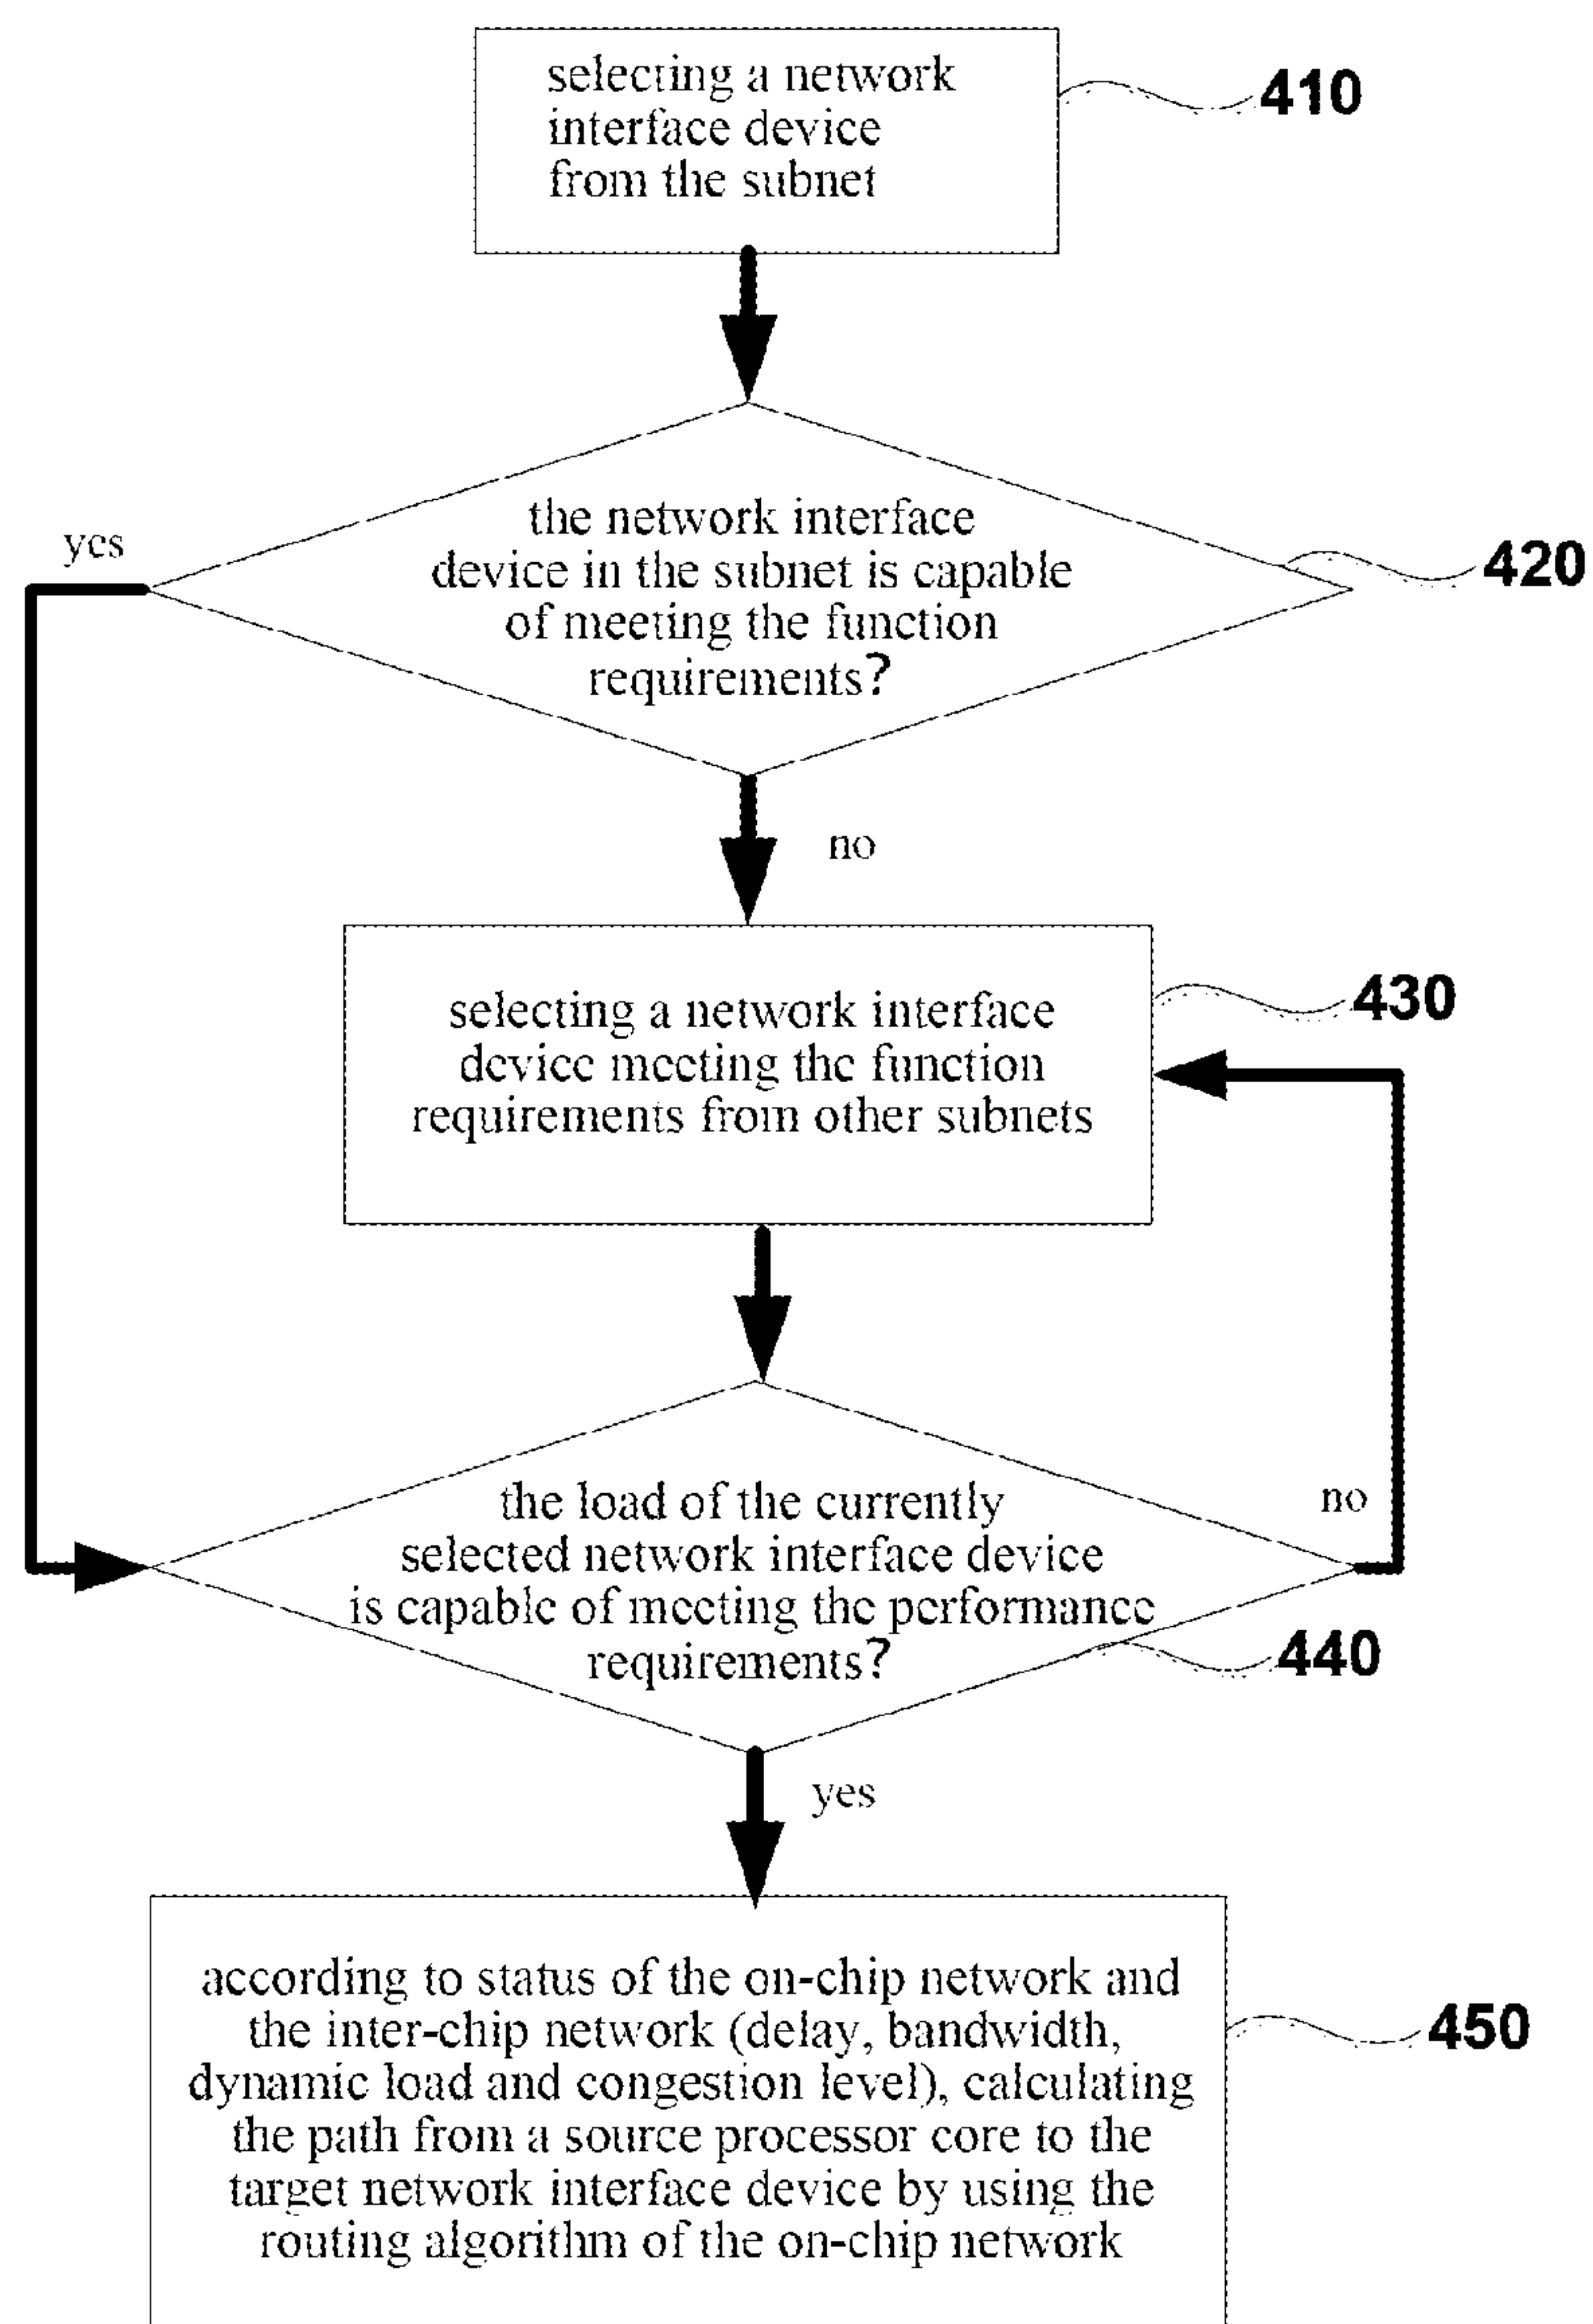 selecting a network
interface device
from the subnet
410
the network interface
device in the subnet is capable
of meeting the function
requirements?
420
yes
no
selecting a network interface
device meeting the function
requirements from other subnets
430
the load of the currently
selected network interface device
is capable of meeting the performance
requirements?
no
440
yes
according to status of the on-chip network and
the inter-chip network (delay, bandwidth,
dynamic load and congestion level), calculating
the path from a source processor core to the
target network interface device by using the
routing algorithm of the on-chip network
450